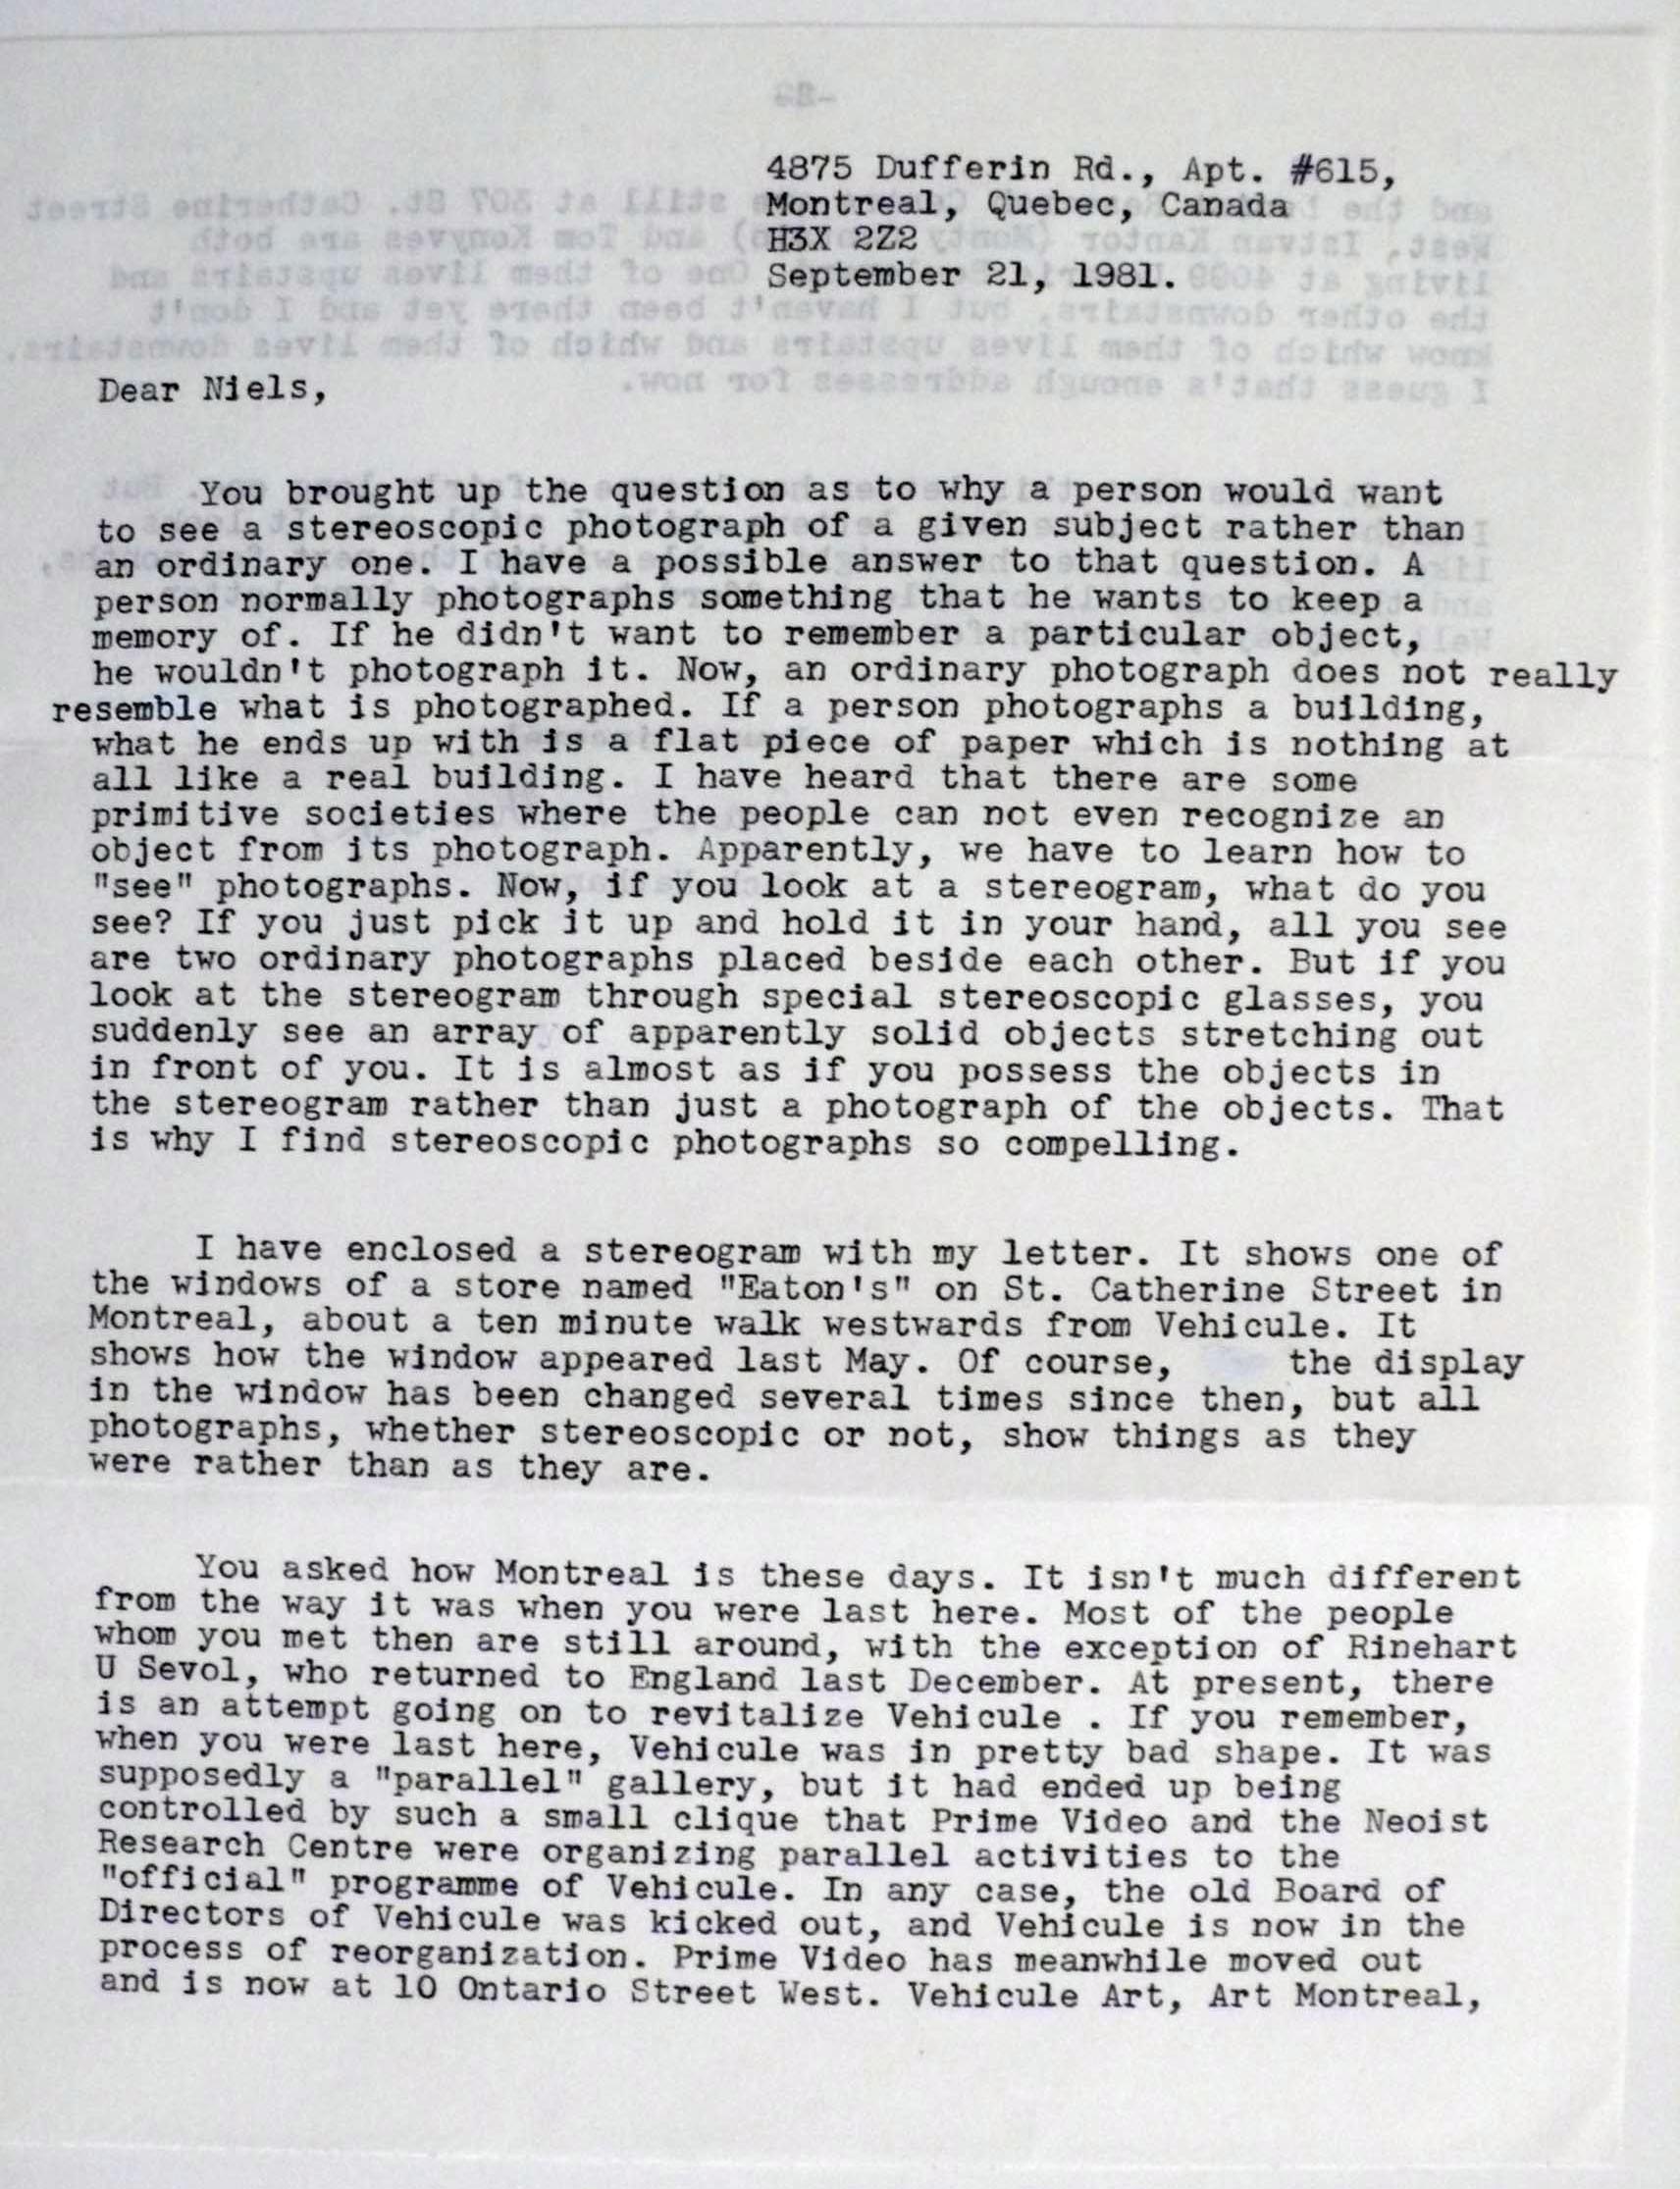 4875 Dufferin Rd., Apt. #615,
Montreal, Quebec, Canada
H3X 2Z2
September 21, 1981.
Dear Niels,
You brought up the question as to why a person would want
to see a stereoscopic photograph of a given subject rather than
an ordinary one. I have a possible answer to that question. A
person normally photographs something that he wants to keep a
memory of. If he didn't want to remember a particular object,
he wouldn't photograph it. Now, an ordinary photograph does not really
resemble what is photographed. If a person photographs a building,
what he ends up with is a flat piece of paper which is nothing at
all like a real building. I have heard that there are some
primitive societies where the people can not even recognize an
object from its photograph. Apparently, we have to learn how to
"see" photographs. Now, if you look at a stereogram, what do you
see? If you just pick it up and hold it in your hand, all you see
are two ordinary photographs placed beside each other. But if you
look at the stereogram through special stereoscopic glasses, you
suddenly see an array of apparently solid objects stretching out
in front of you. It is almost as if you possess the objects in
the stereogram rather than just a photograph of the objects. That
is why I find stereoscopic photographs so compelling.
I have enclosed a stereogram with my letter. It shows one of
the windows of a store named "Eaton's" on St. Catherine Street in
Montreal, about a ten minute walk westwards from Vehicule. It
shows how the window appeared last May. Of course, the display
in the window has been changed several times since then, but all
photographs, whether stereoscopic or not, show things as they
were rather than as they are.
You asked how Montreal is these days. It isn't much different
from the way it was when you were last here. Most of the people
whom you met then are still around, with the exception of Rinehart
U Sevol, who returned to England last December. At present, there
is an attempt going on to revitalize Vehicule . If you remember,
when you were last here, Vehicule was in pretty bad shape. It was
supposedly a "parallel" gallery, but it had ended up being
controlled by such a small clique that Prime Video and the Neoist
Research Centre were organizing parallel activities to the
"official" programme of Vehicule. In any case, the old Board of
Directors of Vehicule was kicked out, and Vehicule is now in the
process of reorganization. Prime Video has meanwhile moved out
and is now at 10 Ontario Street West. Vehicule Art, Art Montreal,